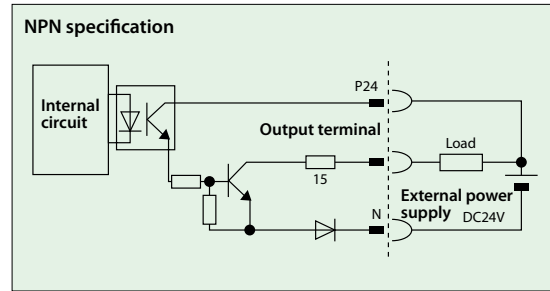 NPN specification
P24
Internal
circuit
Output terminal
Load
15
External power
supply
DC24V
N